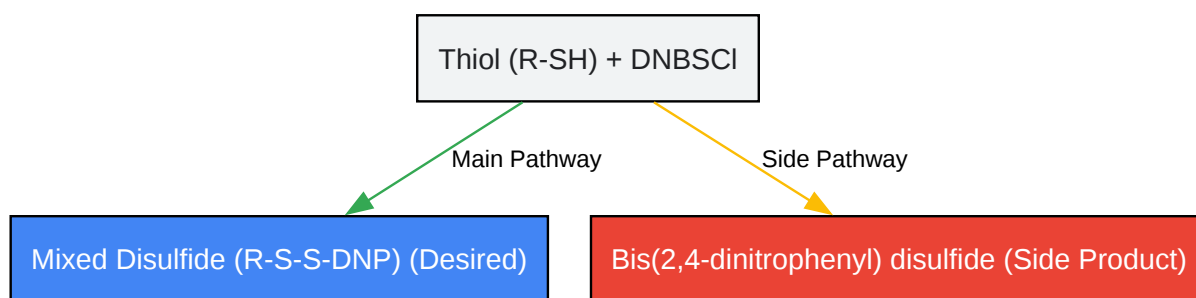 Thiol (R-SH) + DNBSCl
Main Pathway
Side Pathway
Mixed Disulfide (R-S-S-DNP) (Desired)
Bis(2,4-dinitrophenyl) disulfide (Side Product)